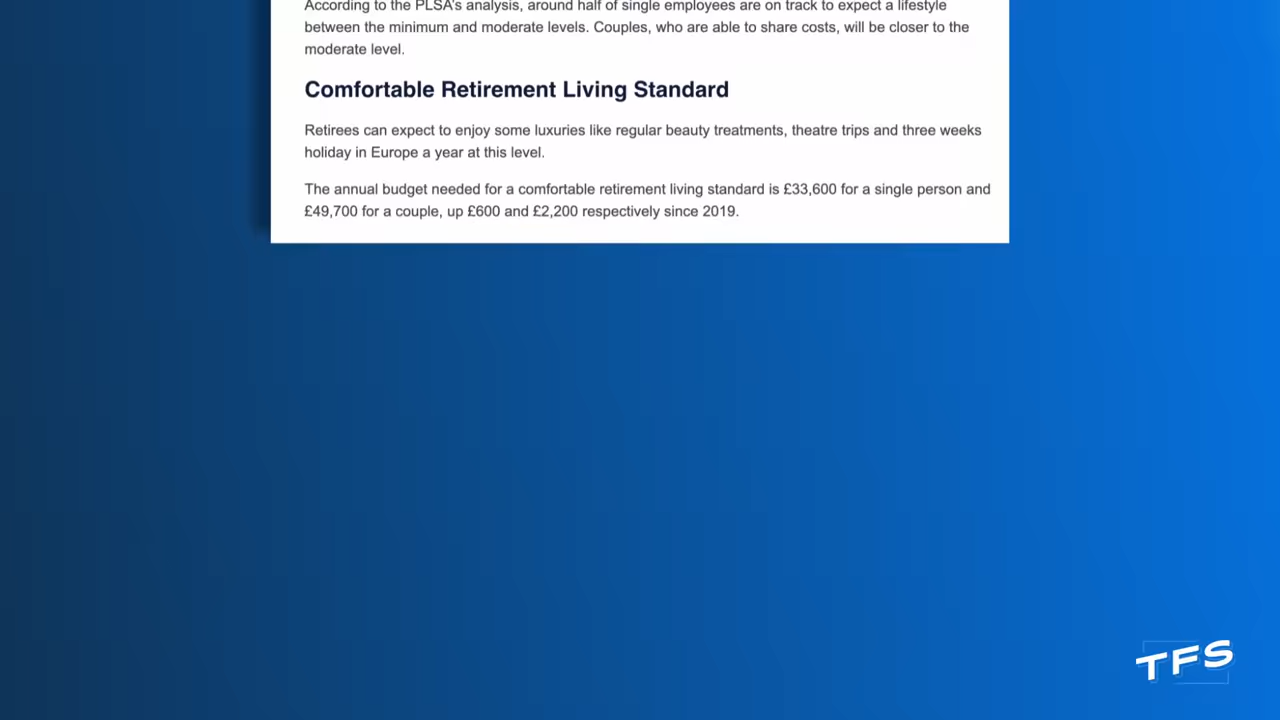 According to the PLSA's analysis, around half of single employees are on track to expect a lifestyle
between the minimum and moderate levels. Couples, who are able to share costs, will be closer to the
moderate level.
Comfortable Retirement Living Standard
Retirees can expect to enjoy some luxuries like regular beauty treatments, theatre trips and three weeks
holiday in Europe a year at this level.
The annual budget needed for a comfortable retirement living standard is £33,600 for a single person and
£49,700 for a couple, up £600 and £2,200 respectively since 2019.
TFS